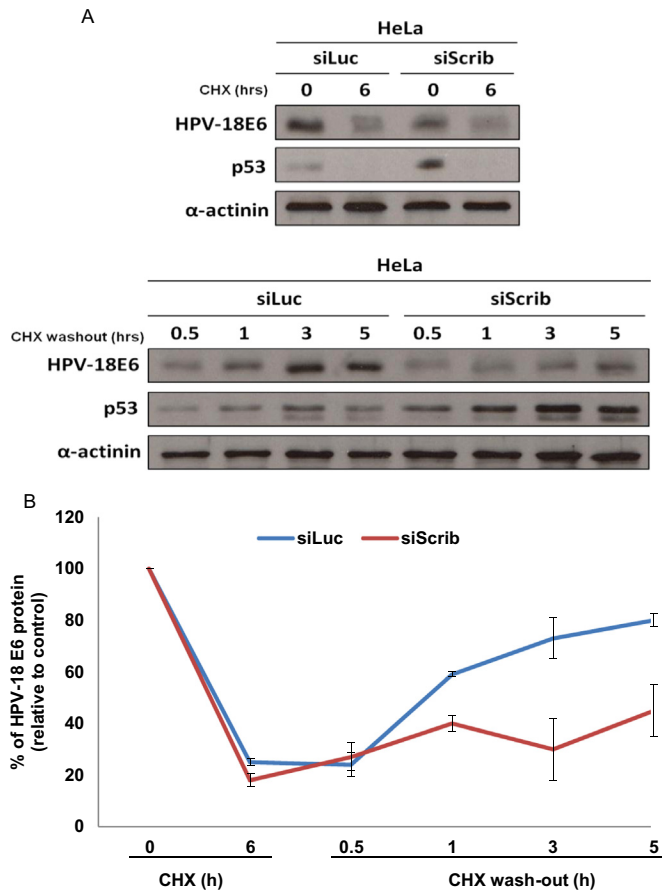 A
HeLa
siLuc siScrib
CHX (hrs) 0 6 0 6
HPV-18E6
p53
α-actinin
HeLa
siLuc siScrib
CHX washout (hrs) 0.5 1 3 5 0.5 1 3 5
HPV-18E6
p53
α-actinin
B
120
siLuc siScrib
100
80
60
40
20
0
% of HPV-18 E6 protein
(relative to control)
0 6 0.5 1 3 5
CHX (h) CHX wash-out (h)